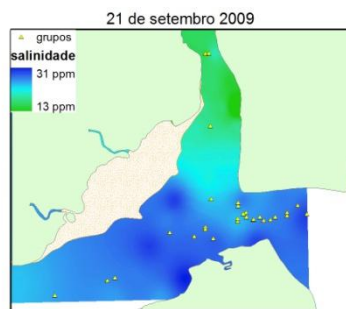 21 de setembro 2009
grupos
salinidade
31 ppm
13 ppm